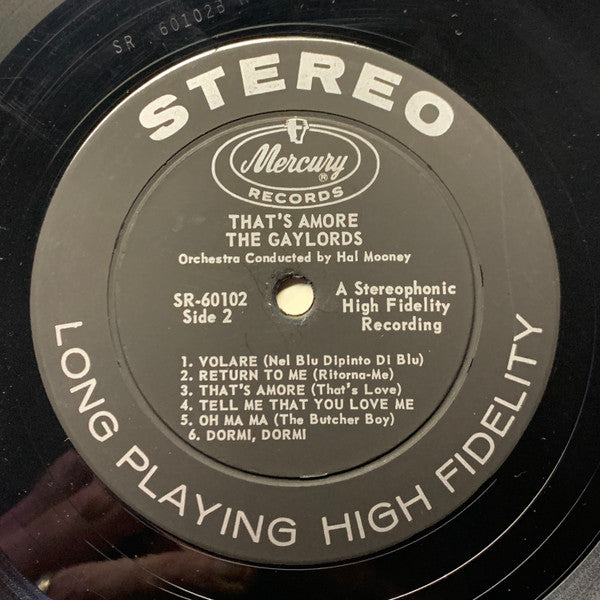 SR 60102B
STEREO
Mercury
®
RECORDS
THAT'S AMORE
THE GAYLORDS
Orchestra Conducted by Hal Mooney
SR-60102
Side 2
A Stereophonic
High Fidelity
Recording
1. VOLARE (Nel Blu Dipinto Di Blu)
2. RETURN TO ME (Ritorna-Me)
3. THAT'S AMORE (That's Love)
4. TELL ME THAT YOU LOVE ME
5. OH MA MA (The Butcher Boy)
6. DORMI, DORMI
LONG PLAYING HIGH FIDELITY